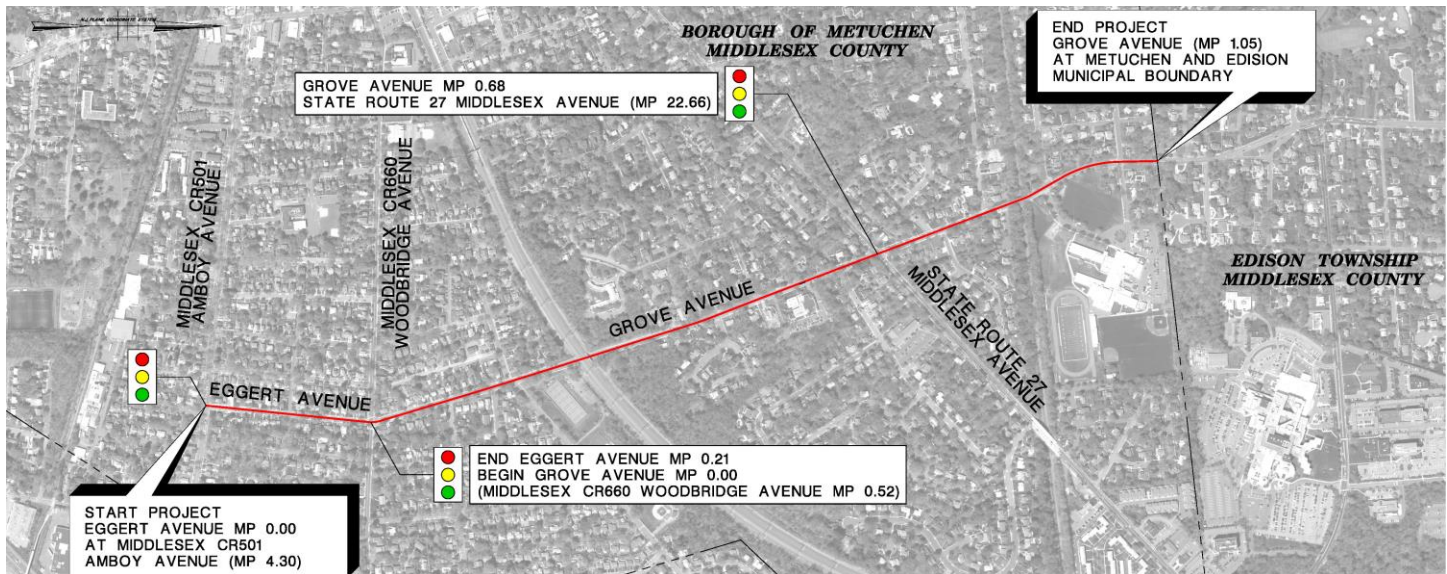 N.J. PLANE COORDINATE SYSTEM
BOROUGH OF METUCHEN
MIDDLESEX COUNTY
END PROJECT
GROVE AVENUE (MP 1.05)
AT METUCHEN AND EDISION
MUNICIPAL BOUNDARY
GROVE AVENUE MP 0.68
STATE ROUTE 27 MIDDLESEX AVENUE (MP 22.66)
MIDDLESEX CR501
AMBOY AVENUE
MIDDLESEX CR660
WOODBRIDGE AVENUE
EDISON TOWNSHIP
MIDDLESEX COUNTY
GROVE AVENUE
STATE ROUTE 27
MIDDLESEX AVENUE
EGGERT AVENUE
END EGGERT AVENUE MP 0.21
BEGIN GROVE AVENUE MP 0.00
(MIDDLESEX CR660 WOODBRIDGE AVENUE MP 0.52)
START PROJECT
EGGERT AVENUE MP 0.00
AT MIDDLESEX CR501
AMBOY AVENUE (MP 4.30)